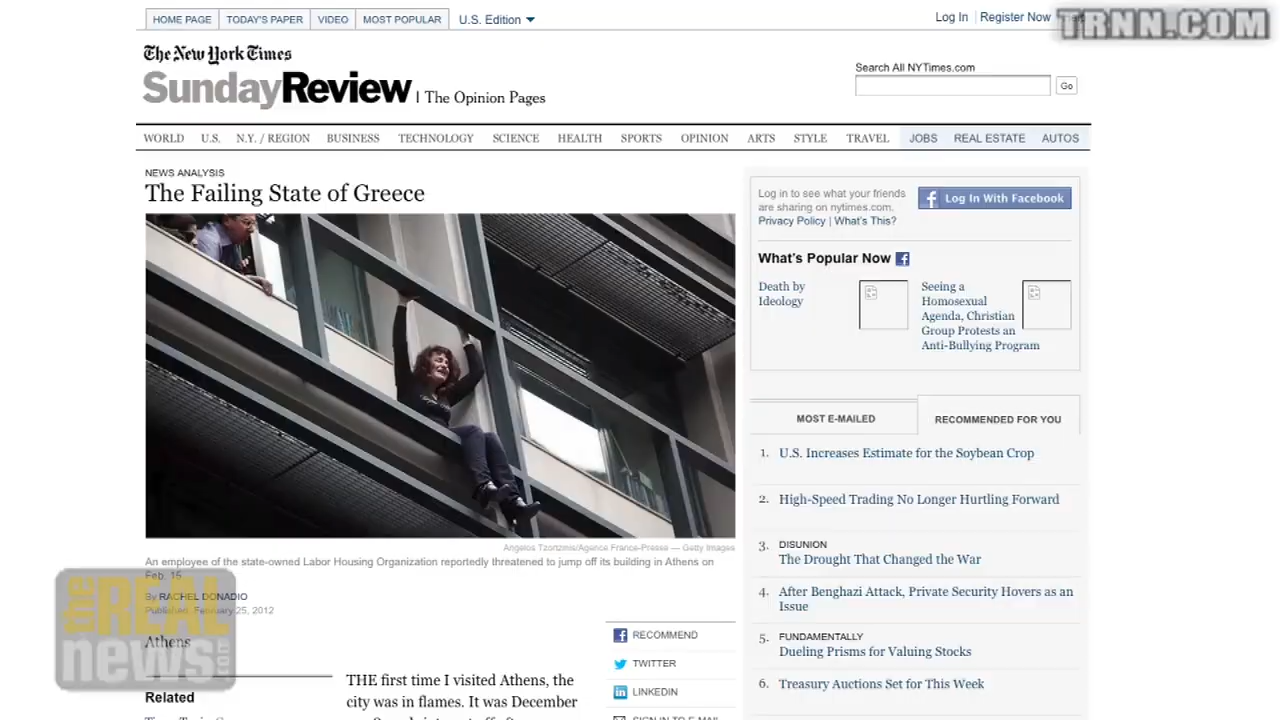 HOME PAGE
TODAY'S PAPER
VIDEO
MOST POPULAR
U.S. Edition
Log In
Register Now
Help
TRNN.COM
The New York Times
SundayReview | The Opinion Pages
Search All NYTimes.com
Go
WORLD
U.S.
N.Y. / REGION
BUSINESS
TECHNOLOGY
SCIENCE
HEALTH
SPORTS
OPINION
ARTS
STYLE
TRAVEL
JOBS
REAL ESTATE
AUTOS
NEWS ANALYSIS
The Failing State of Greece
Angelos Tzortzinis/Agence France-Presse — Getty Images
An employee of the state-owned Labor Housing Organization reportedly threatened to jump off its building in Athens on
Feb. 15
By RACHEL DONADIO
Published: February 25, 2012
the REAL news.com
Athens
Related
THE first time I visited Athens, the
city was in flames. It was December
RECOMMEND
TWITTER
LINKEDIN
SIGN IN TO E-MAIL
Log in to see what your friends
are sharing on nytimes.com.
Privacy Policy | What's This?
Log In With Facebook
What's Popular Now
Death by
Ideology
Seeing a
Homosexual
Agenda, Christian
Group Protests an
Anti-Bullying Program
MOST E-MAILED
RECOMMENDED FOR YOU
1. U.S. Increases Estimate for the Soybean Crop
2. High-Speed Trading No Longer Hurtling Forward
3. DISUNION
The Drought That Changed the War
4. After Benghazi Attack, Private Security Hovers as an
Issue
5. FUNDAMENTALLY
Dueling Prisms for Valuing Stocks
6. Treasury Auctions Set for This Week